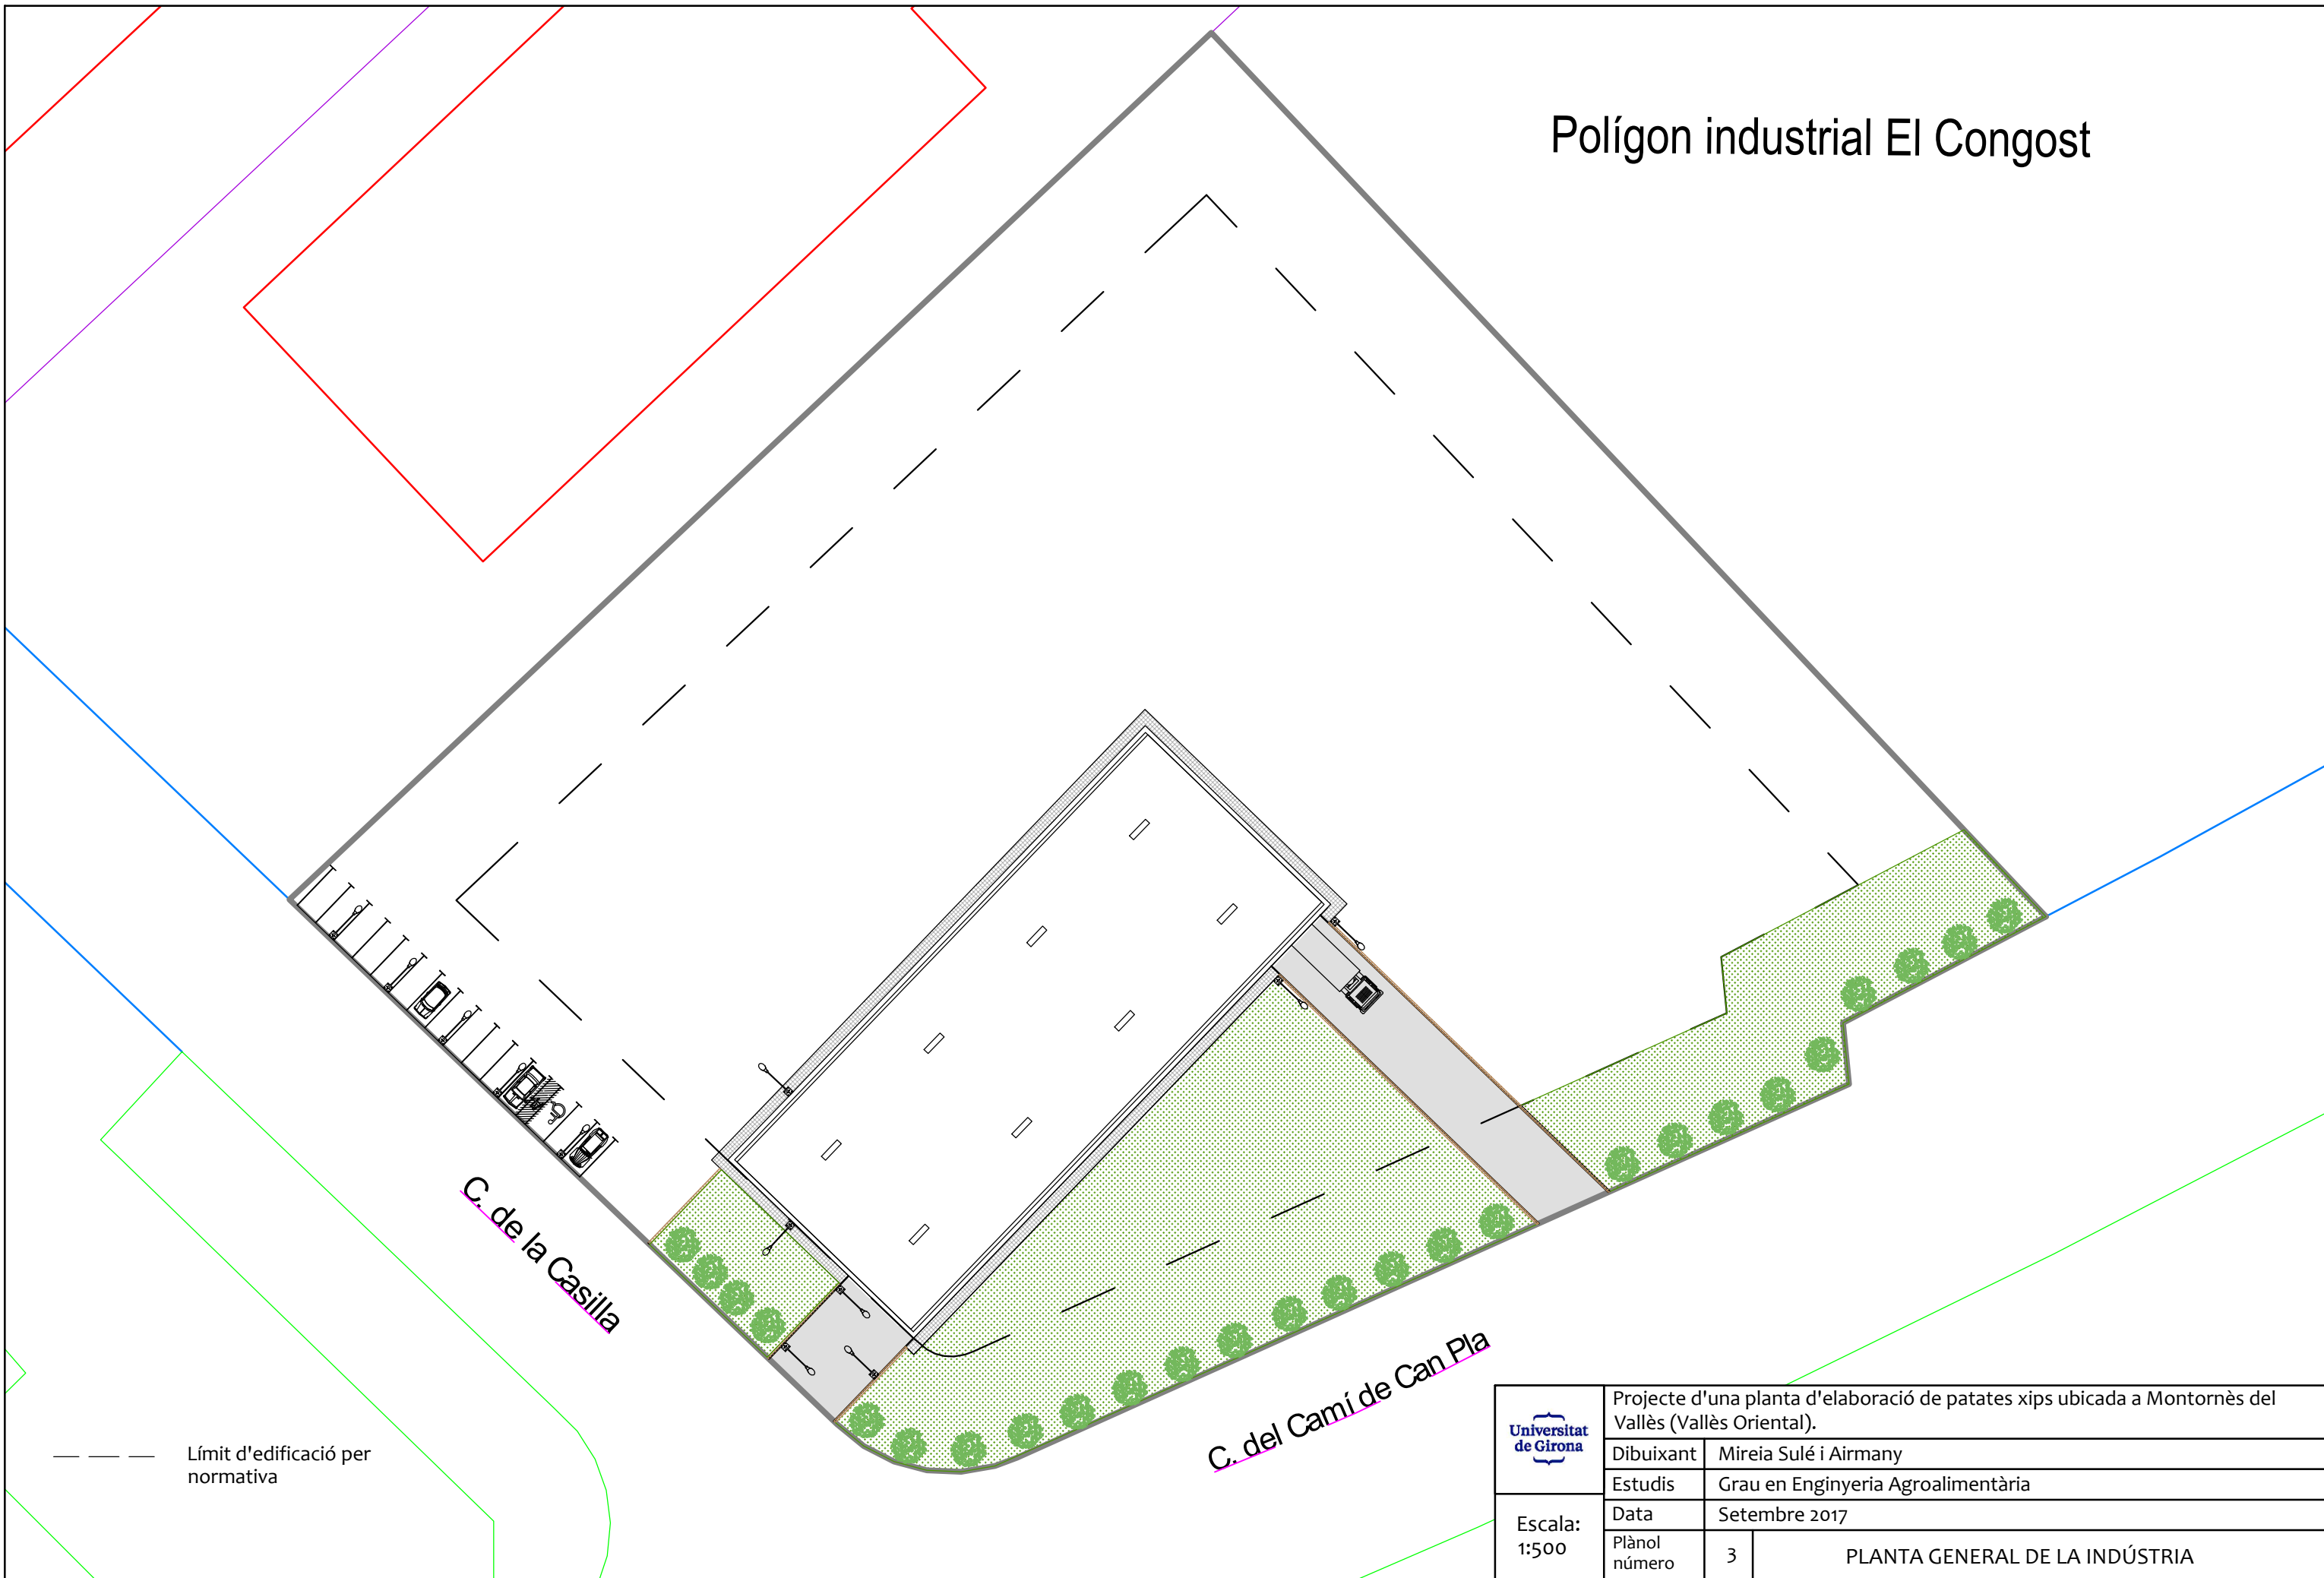 Polígon industrial El Congost
C. de la Casilla
C. del Camí de Can Pla
Límit d'edificació per
normativa
Universitat
de Girona
Projecte d'una planta d'elaboració de patates xips ubicada a Montornès del
Vallès (Vallès Oriental).
Dibuixant Mireia Sulé i Airmany
Estudis Grau en Enginyeria Agroalimentària
Escala:
1:500
Data Setembre 2017
Plànol
número
3
PLANTA GENERAL DE LA INDÚSTRIA